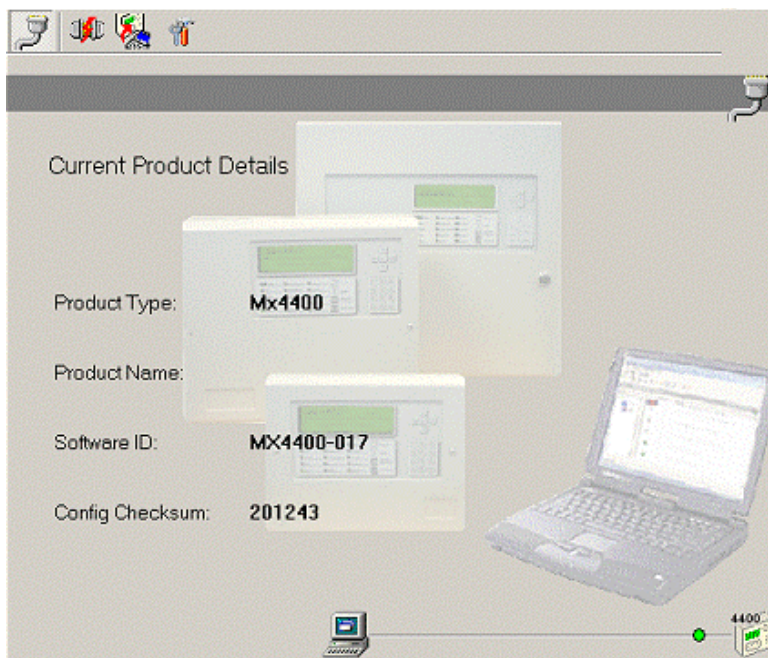 Current Product Details
Product Type: Mx4400
Product Name:
Software ID: MX4400-017
Config Checksum: 201243
4400